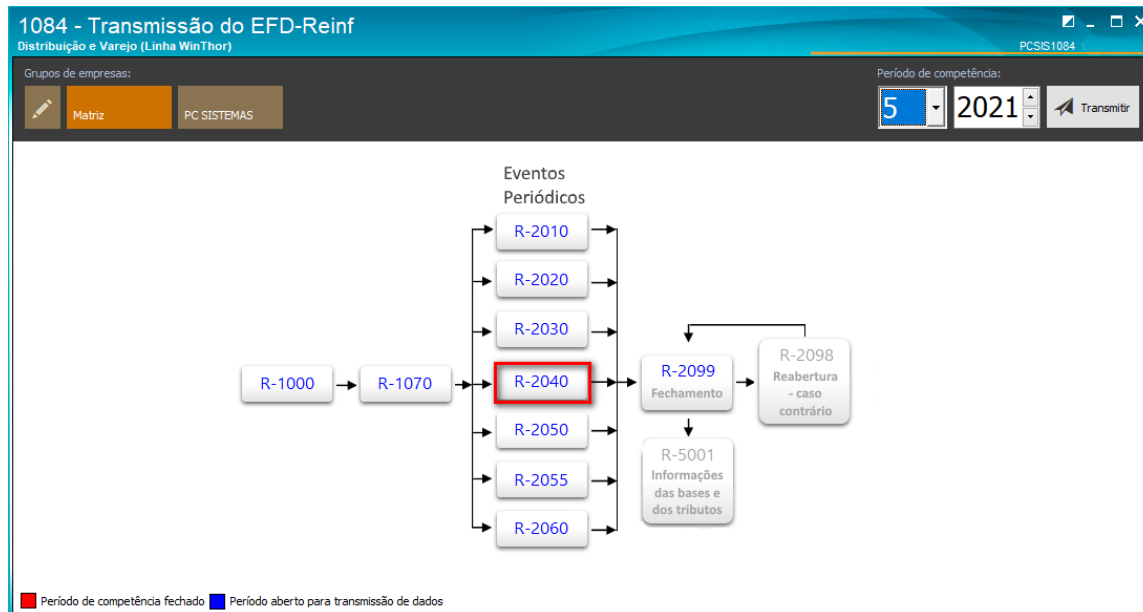 1084 - Transmissão do EFD-Reinf
Distribuição e Varejo (Linha WinThor)
PCSIS1084
Grupos de empresas:
Período de competência:
Matriz
PC SISTEMAS
5
2021
Transmitir
Eventos
Periódicos
R-2010
R-2020
R-2030
R-1000
R-1070
R-2040
R-2050
R-2055
R-2060
R-2099
Fechamento
R-2098
Reabertura
- caso
contrário
R-5001
Informações
das bases e
dos tributos
Período de competência fechado
Período aberto para transmissão de dados